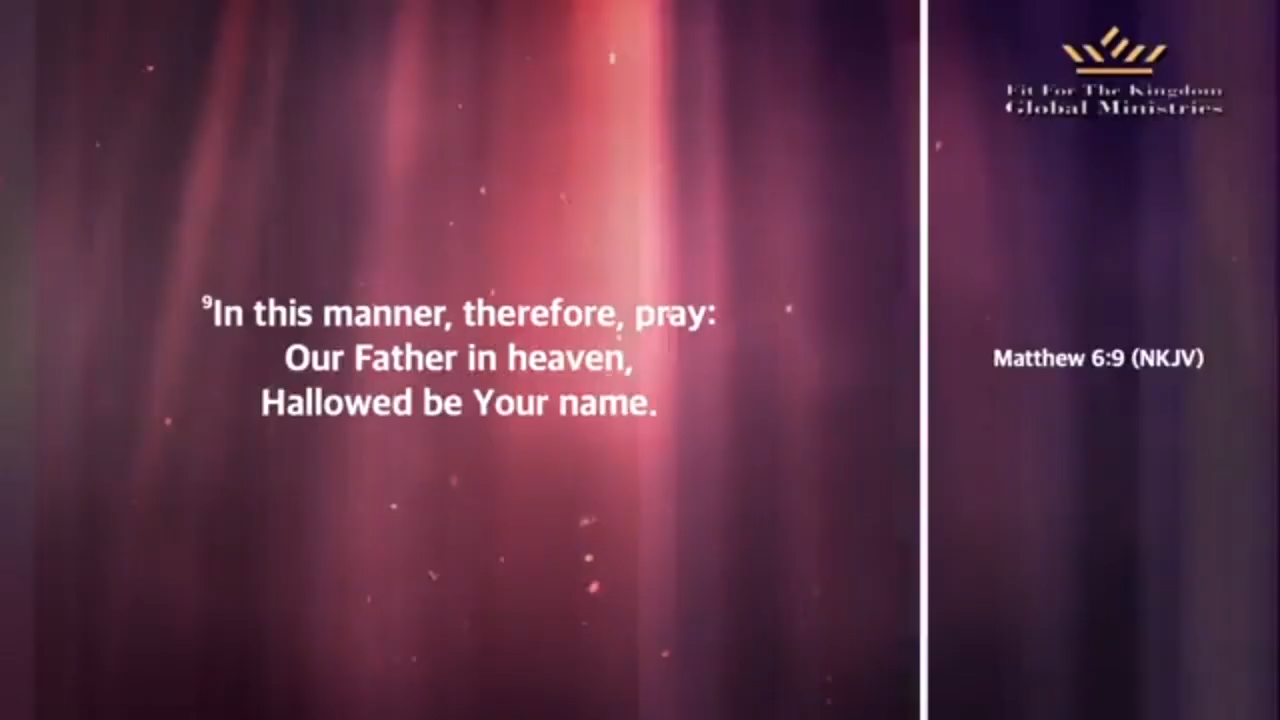 ⁹In this manner, therefore, pray:
Our Father in heaven,
Hallowed be Your name.
Fit For The Kingdom
Global Ministries
Matthew 6:9 (NKJV)